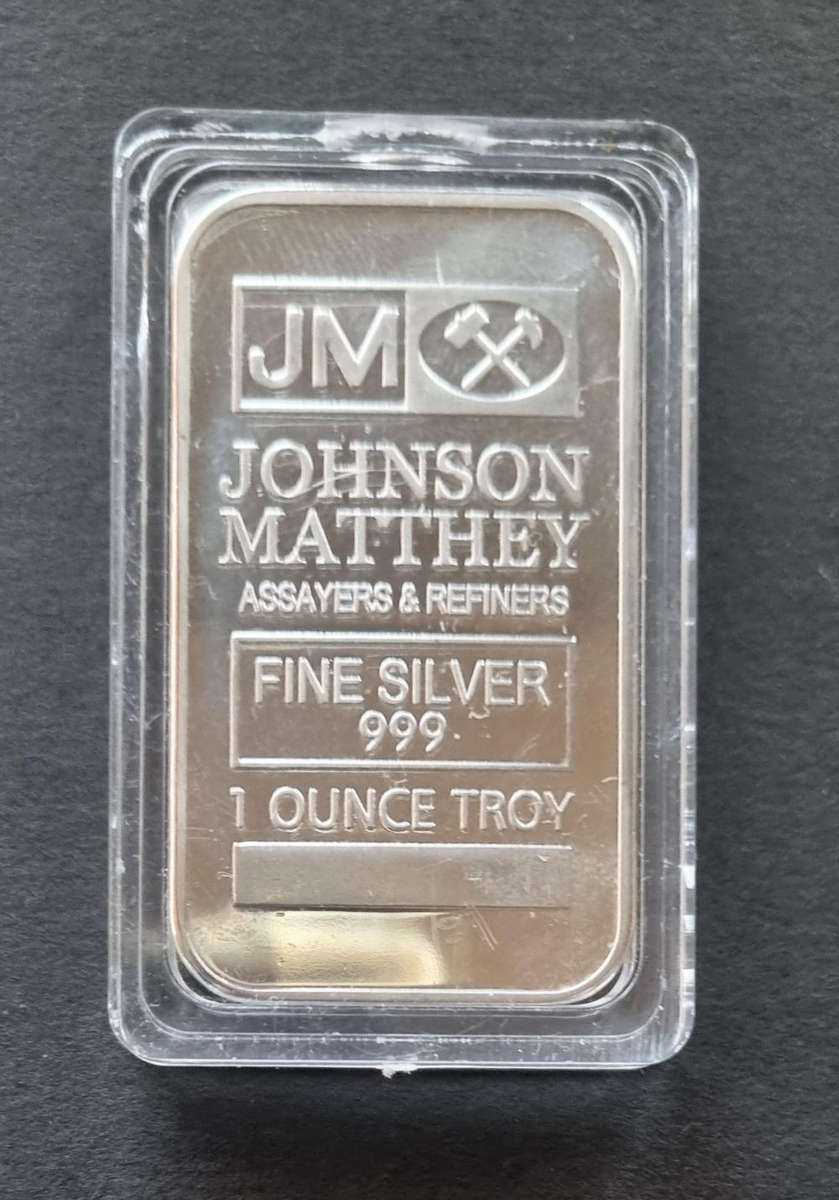 JM
JOHNSON
MATTHEY
ASSAYERS & REFINERS
FINE SILVER
999
1 OUNCE TROY